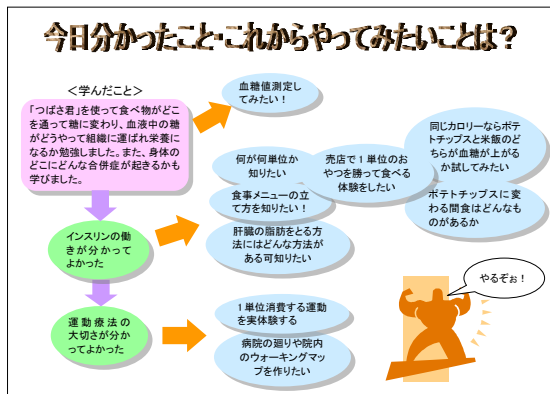 今日分かったこと・これからやってみたいことは？
＜学んだこと＞
「つばさ君」を使って食べ物がどこ
を通って糖に変わり、血液中の糖
がどうやって組織に運ばれ栄養に
なるか勉強しました。また、身体の
どこにどんな合併症が起きるかも
学びました。
血糖値測定し
てみたい！
何が何単位か
知りたい
売店で１単位のお
やつを勝って食べる
体験をしたい
同じカロリーならポテ
トチップスと米飯のど
ちらが血糖が上がる
か試してみたい
食事メニューの立
て方を知りたい！
ポテトチップスに変
わる間食はどんなも
のがあるか
インスリンの働
きが分かって
よかった
肝臓の脂肪をとる方
法にはどんな方法が
ある可知りたい
やるぞぉ！
運動療法の
大切さが分か
ってよかった
１単位消費する運動
を実体験する
病院の廻りや院内
のウォーキングマッ
プを作りたい